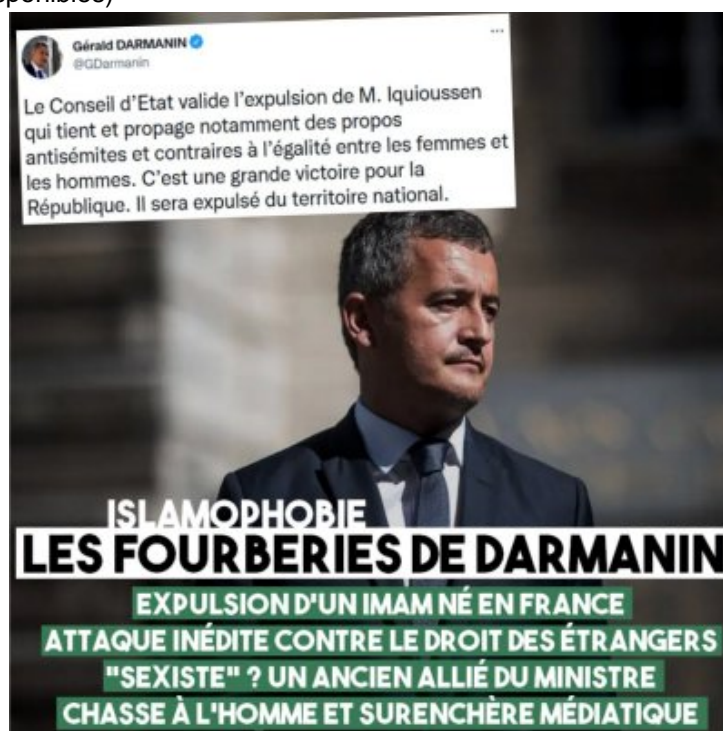 sponibles)
Gérald DARMANIN
@GDarmanin
Le Conseil d'Etat valide l'expulsion de M. Iquioussen
qui tient et propage notamment des propos
antisémites et contraires à l'égalité entre les femmes et
les hommes. C'est une grande victoire pour la
République. Il sera expulsé du territoire national.
ISLAMOPHOBIE
LES FOURBERIES DE DARMANIN
EXPULSION D'UN IMAM NÉ EN FRANCE
ATTAQUE INÉDITE CONTRE LE DROIT DES ÉTRANGERS
"SEXISTE" ? UN ANCIEN ALLIÉ DU MINISTRE
CHASSE À L'HOMME ET SURENCHÈRE MÉDIATIQUE